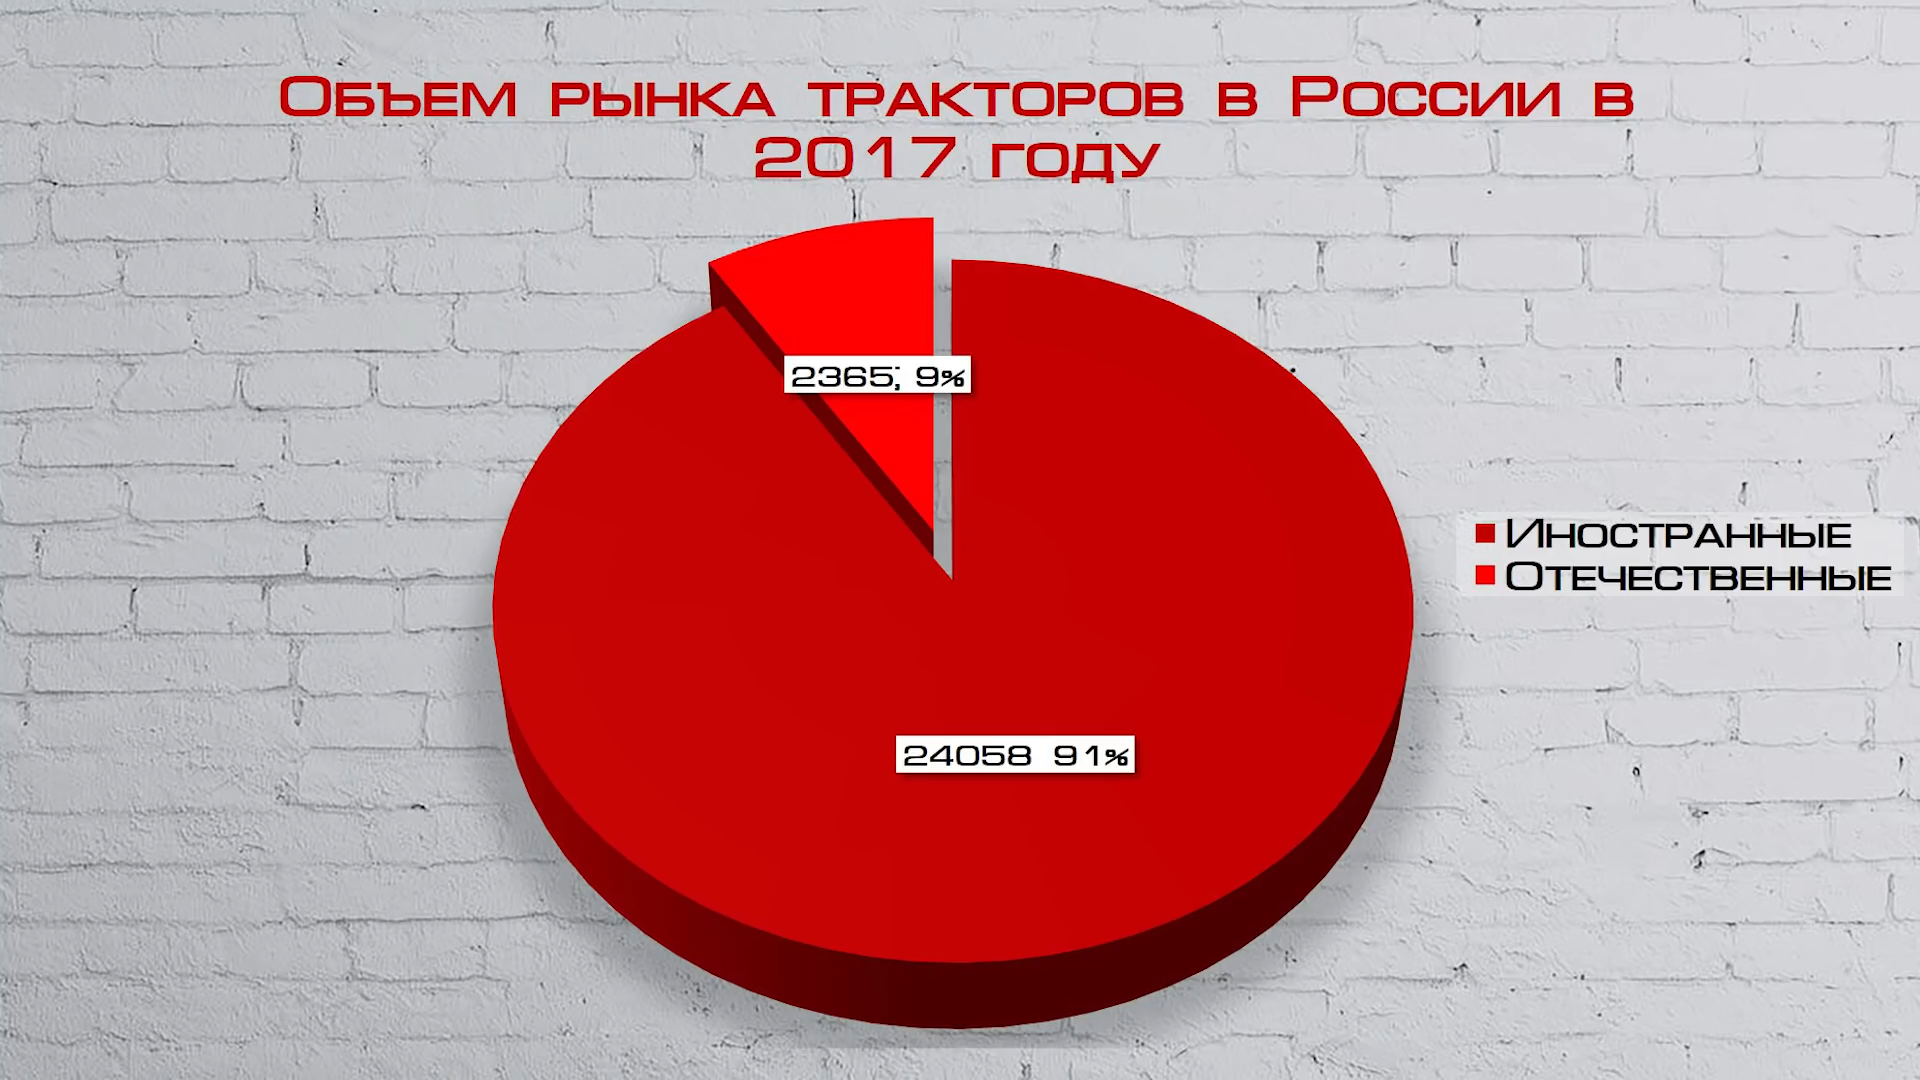 Объем рынка тракторов в России в
2017 году
2365; 9%
24058 91%
Иностранные
Отечественные